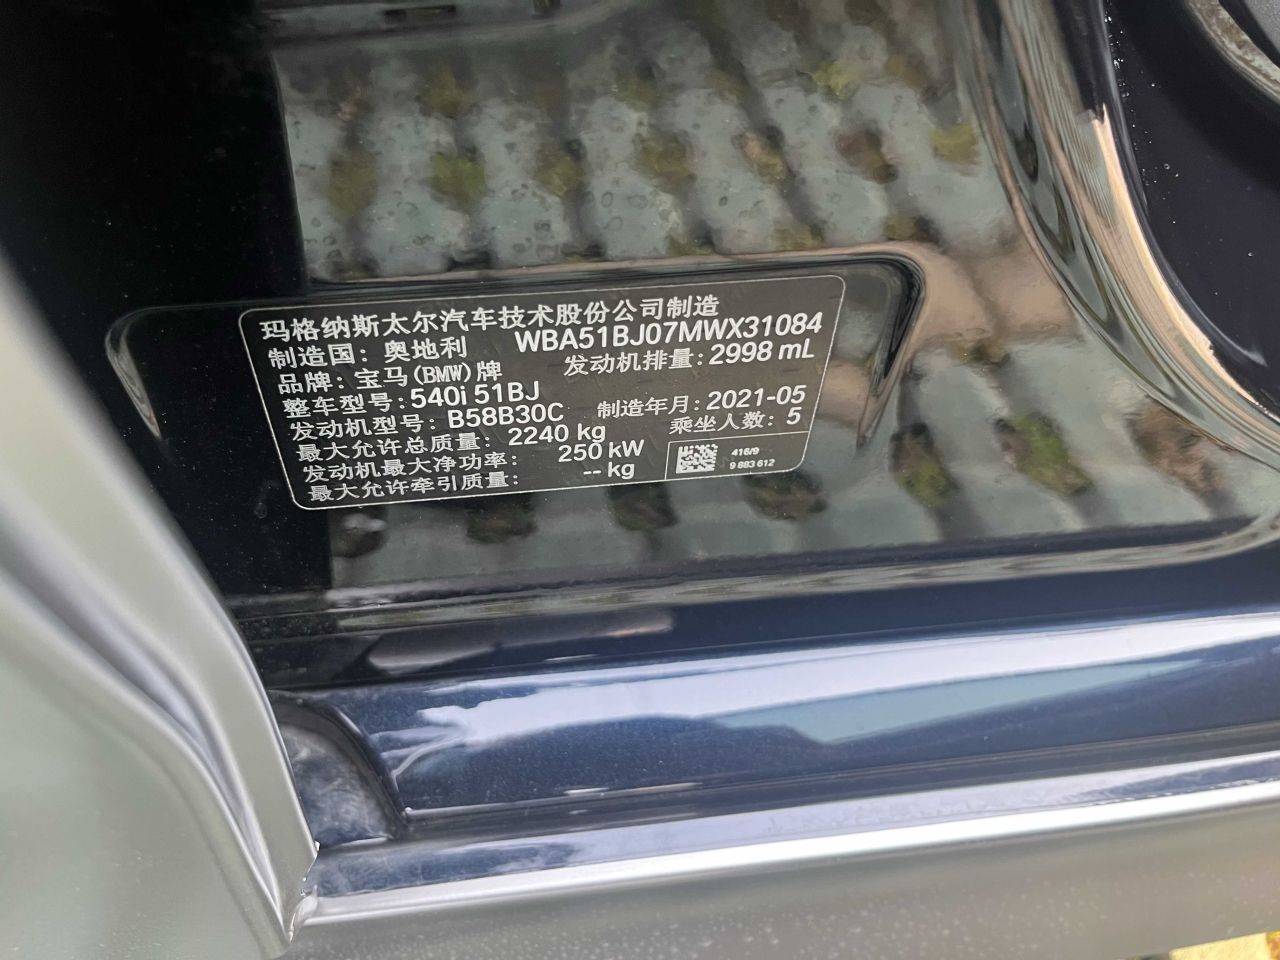 玛格纳斯太尔汽车技术股份公司制造
制造国：奥地利 WBA51BJ07MWX31084
品牌：宝马(BMW)牌 发动机排量：2998 mL
整车型号：540i 51BJ
发动机型号：B58B30C 制造年月：2021-05
最大允许总质量：2240 kg 乘坐人数：5
发动机最大净功率：250 kW
最大允许牵引质量：-- kg
416/9
9 883 612